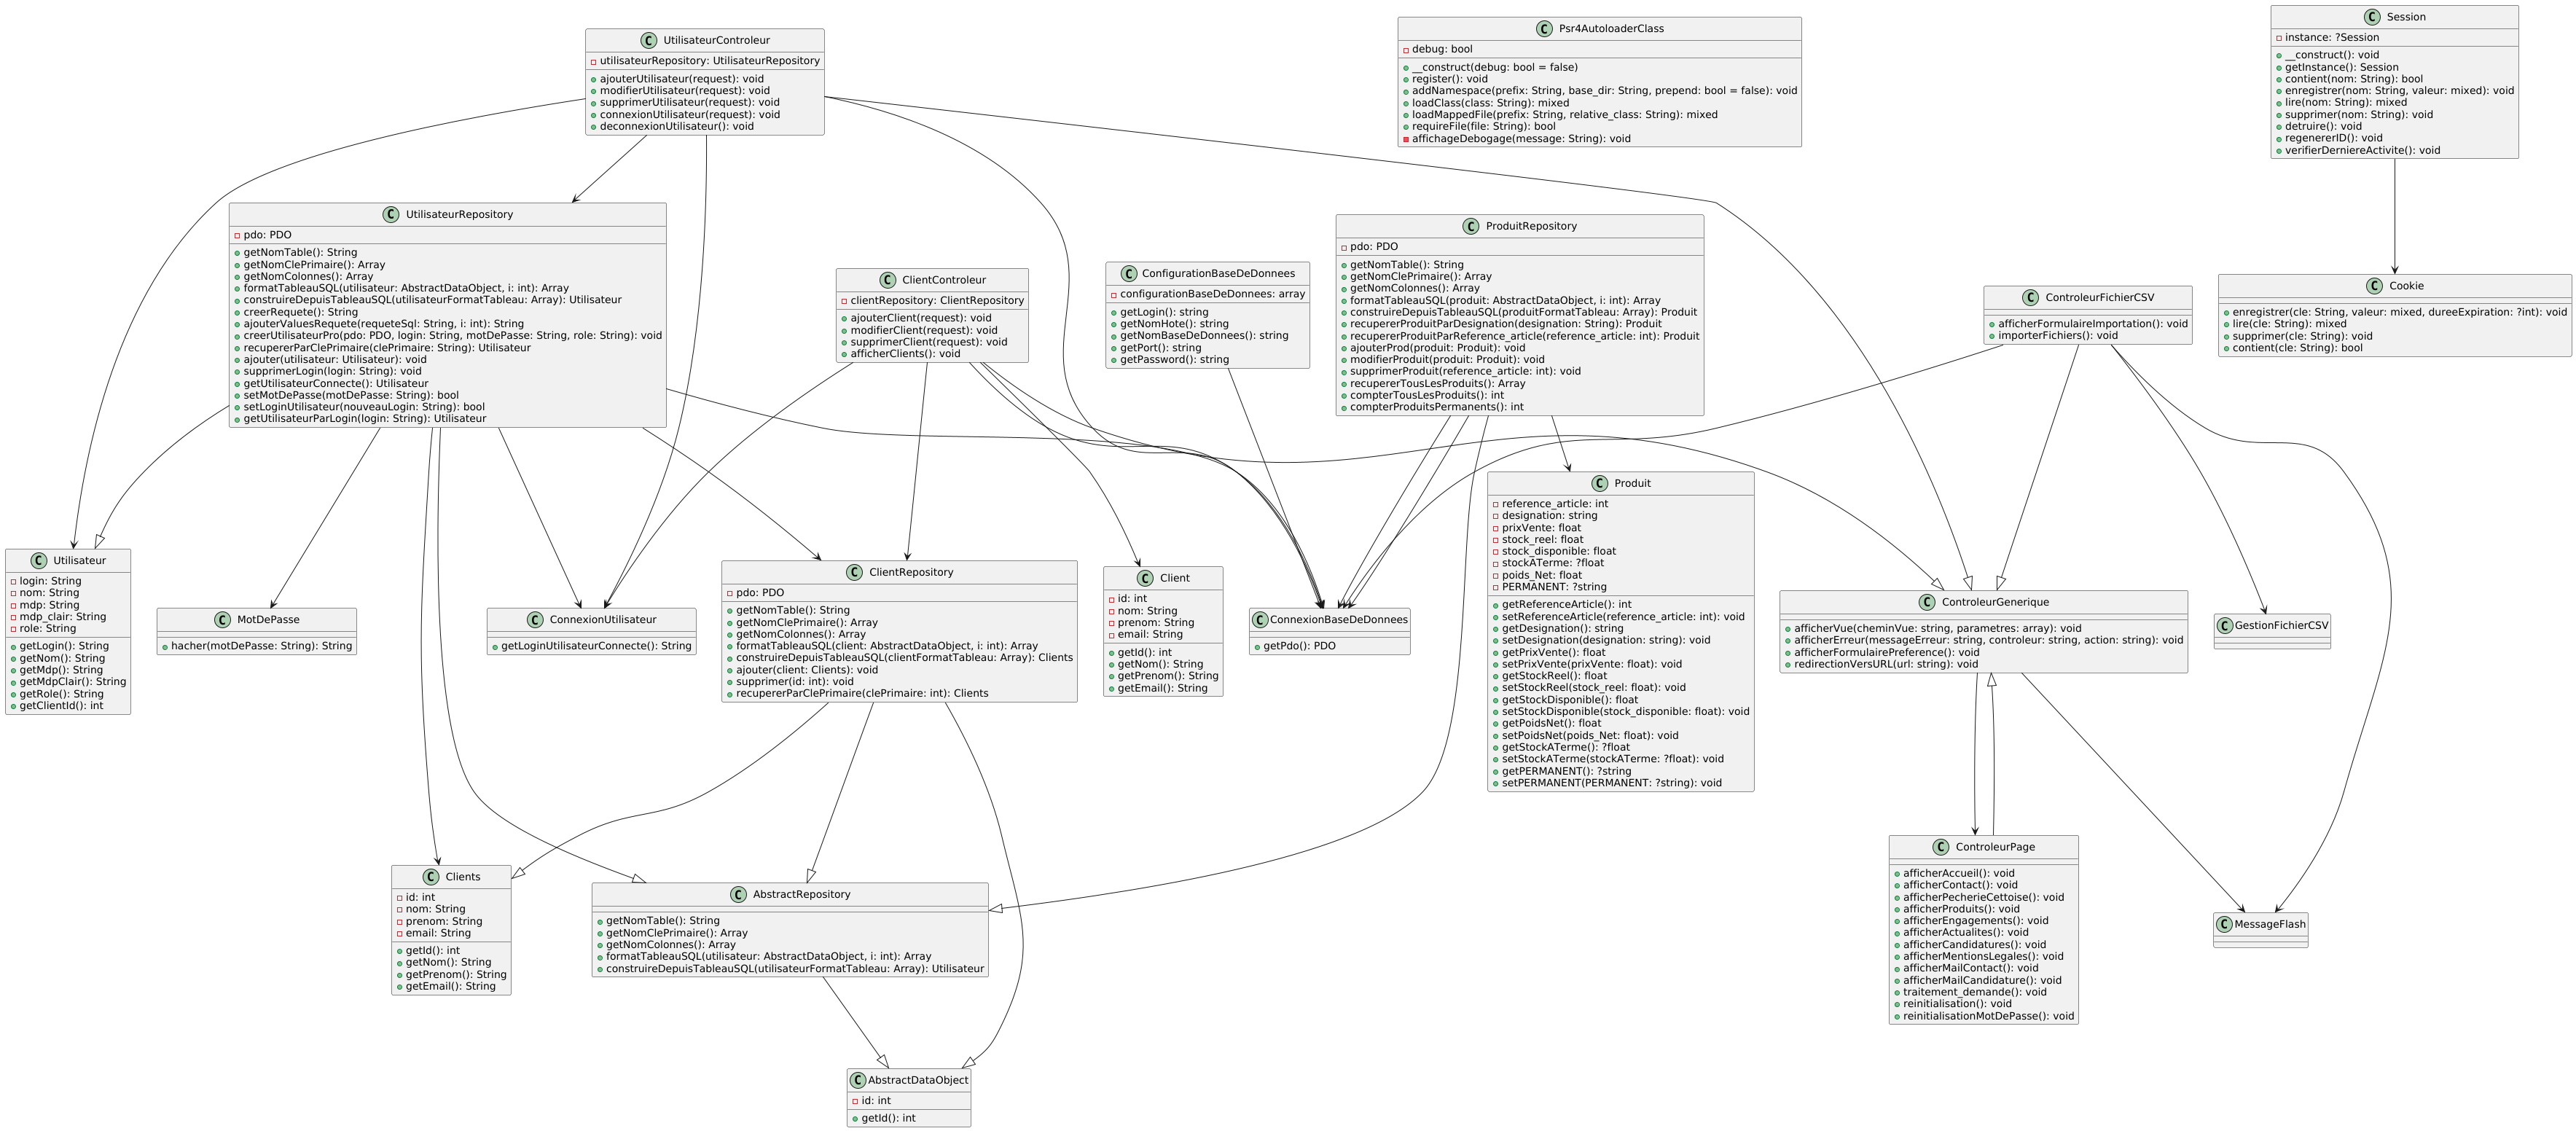 UtilisateurControleur
utilisateurRepository: UtilisateurRepository
ajouterUtilisateur(request): void
modifierUtilisateur(request): void
supprimerUtilisateur(request): void
connexionUtilisateur(request): void
deconnexionUtilisateur(): void
Psr4AutoloaderClass
debug: bool
__construct(debug: bool = false)
register(): void
addNamespace(prefix: String, base_dir: String, prepend: bool = false): void
loadClass(class: String): mixed
loadMappedFile(prefix: String, relative_class: String): mixed
requireFile(file: String): bool
affichageDebogage(message: String): void
Session
instance: ?Session
__construct(): void
getInstance(): Session
contient(nom: String): bool
enregistrer(nom: String, valeur: mixed): void
lire(nom: String): mixed
supprimer(nom: String): void
detruire(): void
regenererID(): void
verifierDerniereActivite(): void
UtilisateurRepository
pdo: PDO
getNomTable(): String
getNomClePrimaire(): Array
getNomColonnes(): Array
formatTableauSQL(utilisateur: AbstractDataObject, i: int): Array
construireDepuisTableauSQL(utilisateurFormatTableau: Array): Utilisateur
creerRequete(): String
ajouterValuesRequete(requeteSql: String, i: int): String
creerUtilisateurPro(pdo: PDO, login: String, motDePasse: String, role: String): void
recupererParClePrimaire(clePrimaire: String): Utilisateur
ajouter(utilisateur: Utilisateur): void
supprimerLogin(login: String): void
getUtilisateurConnecte(): Utilisateur
setMotDePasse(motDePasse: String): bool
setLoginUtilisateur(nouveauLogin: String): bool
getUtilisateurParLogin(login: String): Utilisateur
ClientControleur
clientRepository: ClientRepository
ajouterClient(request): void
modifierClient(request): void
supprimerClient(request): void
afficherClients(): void
ConfigurationBaseDeDonnees
configurationBaseDeDonnees: array
getLogin(): string
getNomHote(): string
getNomBaseDeDonnees(): string
getPort(): string
getPassword(): string
ProduitRepository
pdo: PDO
getNomTable(): String
getNomClePrimaire(): Array
getNomColonnes(): Array
formatTableauSQL(produit: AbstractDataObject, i: int): Array
construireDepuisTableauSQL(produitFormatTableau: Array): Produit
recupererProduitParDesignation(designation: String): Produit
recupererProduitParReference_article(reference_article: int): Produit
ajouterProd(produit: Produit): void
modifierProduit(produit: Produit): void
supprimerProduit(reference_article: int): void
recupererTousLesProduits(): Array
compterTousLesProduits(): int
compterProduitsPermanents(): int
ControleurFichierCSV
afficherFormulaireImportation(): void
importerFichiers(): void
Cookie
enregistrer(cle: String, valeur: mixed, dureeExpiration: ?int): void
lire(cle: String): mixed
supprimer(cle: String): void
contient(cle: String): bool
Utilisateur
login: String
nom: String
mdp: String
mdp_clair: String
role: String
getLogin(): String
getNom(): String
getMdp(): String
getMdpClair(): String
getRole(): String
getClientId(): int
MotDePasse
hacher(motDePasse: String): String
ConnexionUtilisateur
getLoginUtilisateurConnecte(): String
ClientRepository
pdo: PDO
getNomTable(): String
getNomClePrimaire(): Array
getNomColonnes(): Array
formatTableauSQL(client: AbstractDataObject, i: int): Array
construireDepuisTableauSQL(clientFormatTableau: Array): Clients
ajouter(client: Clients): void
supprimer(id: int): void
recupererParClePrimaire(clePrimaire: int): Clients
Client
id: int
nom: String
prenom: String
email: String
getId(): int
getNom(): String
getPrenom(): String
getEmail(): String
ConnexionBaseDeDonnees
getPdo(): PDO
Produit
reference_article: int
designation: string
prixVente: float
stock_reel: float
stock_disponible: float
stockATerme: ?float
poids_Net: float
PERMANENT: ?string
getReferenceArticle(): int
setReferenceArticle(reference_article: int): void
getDesignation(): string
setDesignation(designation: string): void
getPrixVente(): float
setPrixVente(prixVente: float): void
getStockReel(): float
setStockReel(stock_reel: float): void
getStockDisponible(): float
setStockDisponible(stock_disponible: float): void
getPoidsNet(): float
setPoidsNet(poids_Net: float): void
getStockATerme(): ?float
setStockATerme(stockATerme: ?float): void
getPERMANENT(): ?string
setPERMANENT(PERMANENT: ?string): void
ControleurGenerique
afficherVue(cheminVue: string, parametres: array): void
afficherErreur(messageErreur: string, controleur: string, action: string): void
afficherFormulairePreference(): void
redirectionVersURL(url: string): void
GestionFichierCSV
Clients
id: int
nom: String
prenom: String
email: String
getId(): int
getNom(): String
getPrenom(): String
getEmail(): String
AbstractRepository
getNomTable(): String
getNomClePrimaire(): Array
getNomColonnes(): Array
formatTableauSQL(utilisateur: AbstractDataObject, i: int): Array
construireDepuisTableauSQL(utilisateurFormatTableau: Array): Utilisateur
ControleurPage
afficherAccueil(): void
afficherContact(): void
afficherPecherieCettoise(): void
afficherProduits(): void
afficherEngagements(): void
afficherActualites(): void
afficherCandidatures(): void
afficherMentionsLegales(): void
afficherMailContact(): void
afficherMailCandidature(): void
traitement_demande(): void
reinitialisation(): void
reinitialisationMotDePasse(): void
MessageFlash
AbstractDataObject
id: int
getId(): int